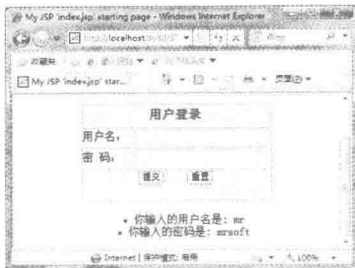 My JSP 'index.jsp' starting page - Windows Internet Explorer
localhost
收藏夹
My JSP 'index.jsp' star...
页面(P)
用户登录
用户名：
密 码：
提交 重置
• 你输入的用户名是: mr
• 你输入的密码是: mrsoft
Internet | 保护模式: 禁用
100%